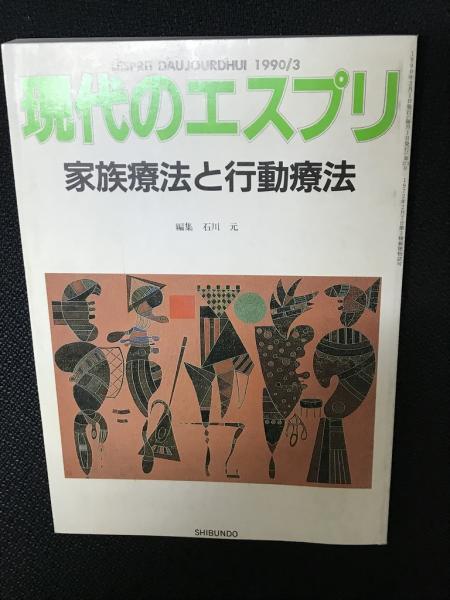 L'ESPRIT D'AUJOURD'HUI 1990/3
現代のエスプリ
家族療法と行動療法
編集 石川 元
SHIBUNDO